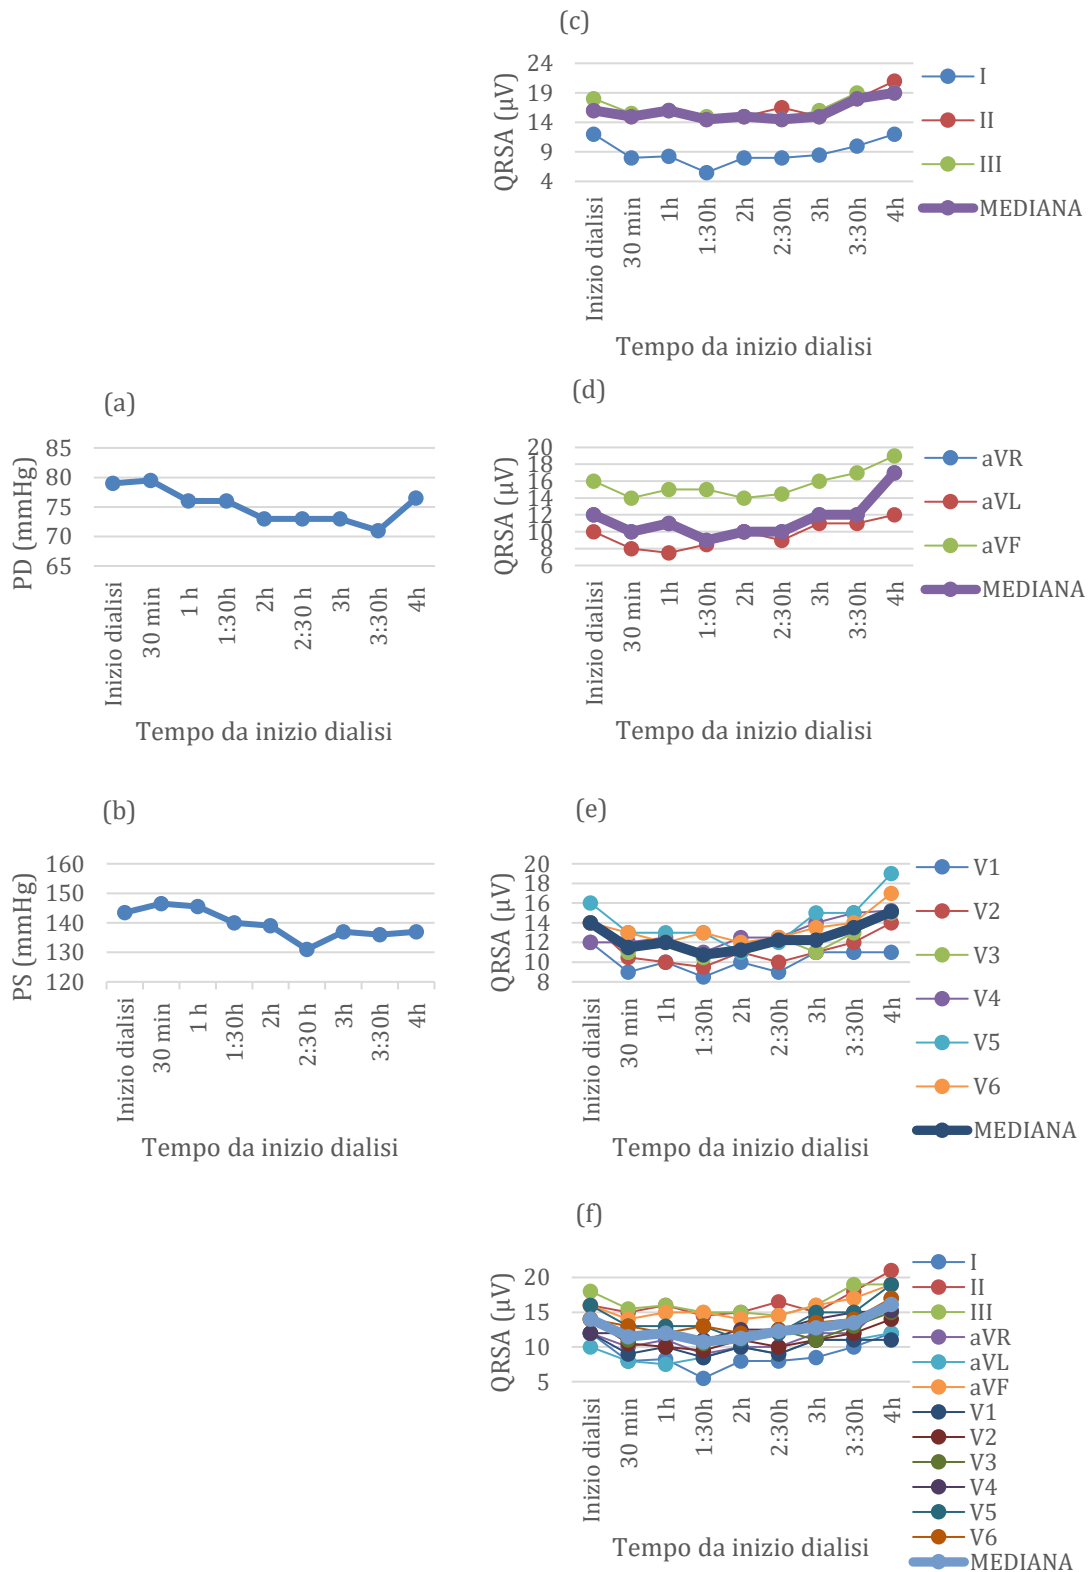 (c)
QRSA (μV)
24
19
14
9
4
Inizio dialisi
30 min
1h
1:30h
2h
2:30h
3h
3:30h
4h
Tempo da inizio dialisi
I
II
III
MEDIANA
(a)
PD (mmHg)
85
80
75
70
65
Inizio dialisi
30 min
1 h
1:30h
2h
2:30 h
3h
3:30h
4h
Tempo da inizio dialisi
(d)
QRSA (μV)
20
18
16
14
12
10
8
6
Inizio dialisi
30 min
1h
1:30h
2h
2:30h
3h
3:30h
4h
Tempo da inizio dialisi
aVR
aVL
aVF
MEDIANA
(b)
PS (mmHg)
160
150
140
130
120
Inizio dialisi
30 min
1 h
1:30h
2h
2:30 h
3h
3:30h
4h
Tempo da inizio dialisi
(e)
QRSA (μV)
20
18
16
14
12
10
8
Inizio dialisi
30 min
1h
1:30h
2h
2:30h
3h
3:30h
4h
Tempo da inizio dialisi
V1
V2
V3
V4
V5
V6
MEDIANA
(f)
QRSA (μV)
20
15
10
5
Inizio dialisi
30 min
1h
1:30h
2h
2:30h
3h
3:30h
4h
Tempo da inizio dialisi
I
II
III
aVR
aVL
aVF
V1
V2
V3
V4
V5
V6
MEDIANA